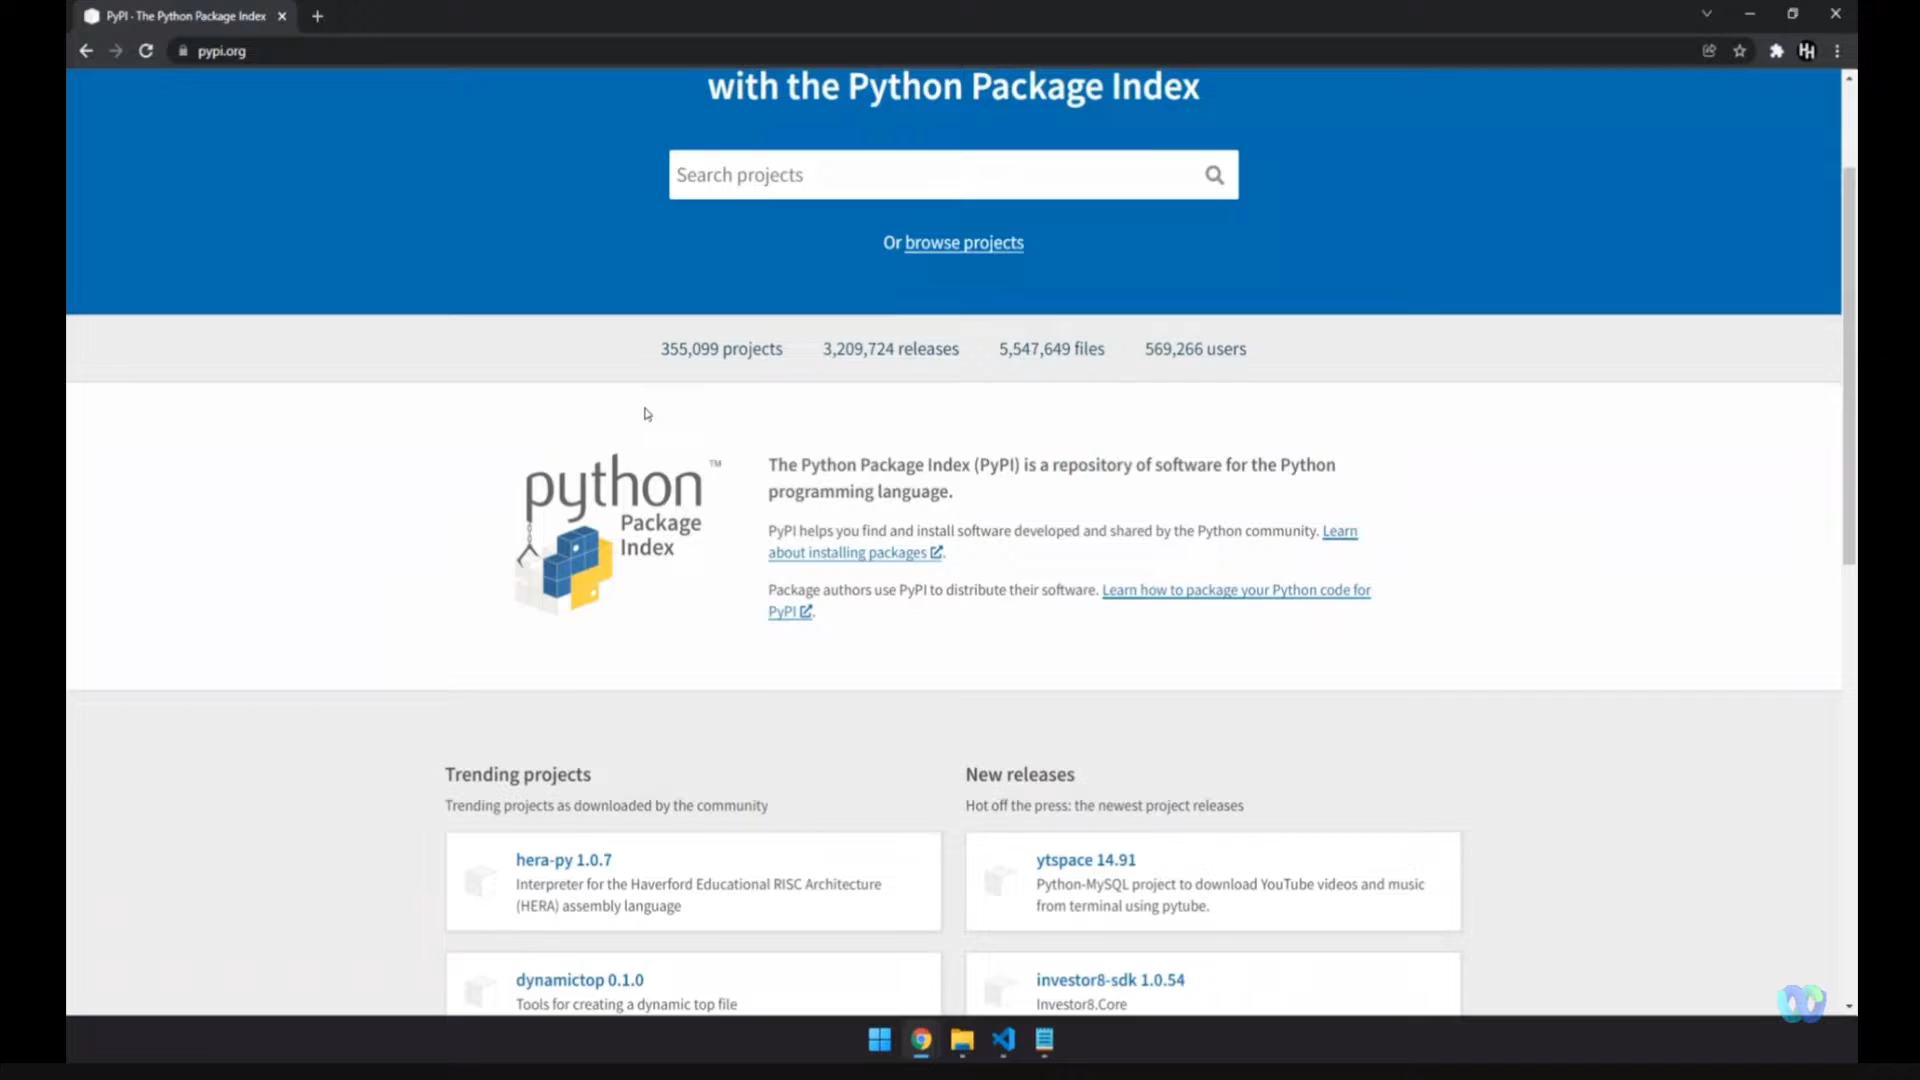 PyPI · The Python Package Index
pypi.org
with the Python Package Index
Search projects
Or browse projects
355,099 projects 3,209,724 releases 5,547,649 files 569,266 users
python™
Package
Index
The Python Package Index (PyPI) is a repository of software for the Python
programming language.
PyPI helps you find and install software developed and shared by the Python community. Learn
about installing packages.
Package authors use PyPI to distribute their software. Learn how to package your Python code for
PyPI.
Trending projects
Trending projects as downloaded by the community
hera-py 1.0.7
Interpreter for the Haverford Educational RISC Architecture
(HERA) assembly language
dynamictop 0.1.0
Tools for creating a dynamic top file
New releases
Hot off the press: the newest project releases
ytspace 14.91
Python-MySQL project to download YouTube videos and music
from terminal using pytube.
investor8-sdk 1.0.54
Investor8.Core